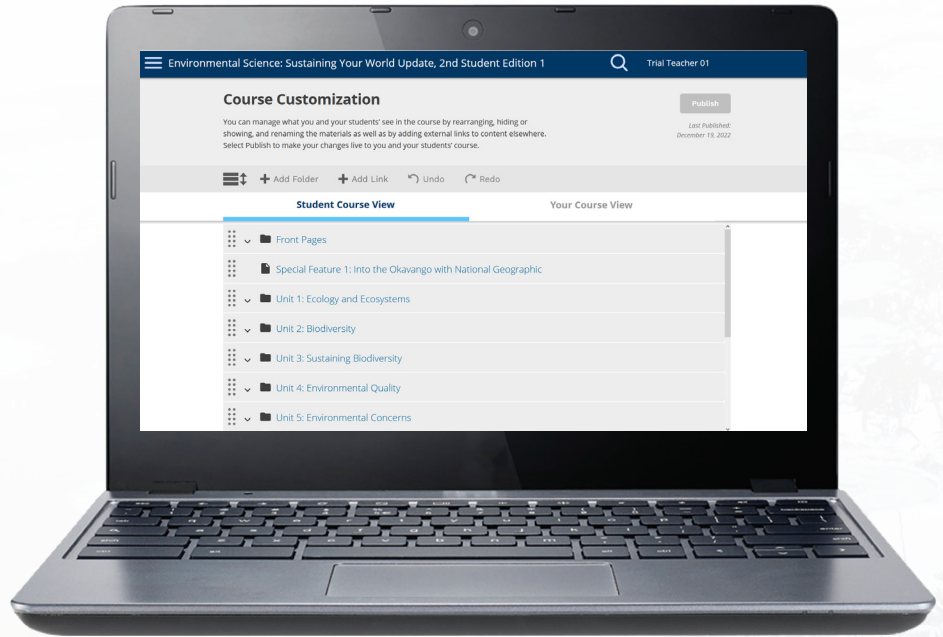 Environmental Science: Sustaining Your World Update, 2nd Student Edition 1
Trial Teacher 01
Course Customization
Publish
You can manage what you and your students' see in the course by rearranging, hiding or
showing, and renaming the materials as well as by adding external links to content elsewhere.
Select Publish to make your changes live to you and your students' course.
Last Published:
December 19, 2022
Add Folder
Add Link
Undo
Redo
Student Course View
Your Course View
Front Pages
Special Feature 1: Into the Okavango with National Geographic
Unit 1: Ecology and Ecosystems
Unit 2: Biodiversity
Unit 3: Sustaining Biodiversity
Unit 4: Environmental Quality
Unit 5: Environmental Concerns